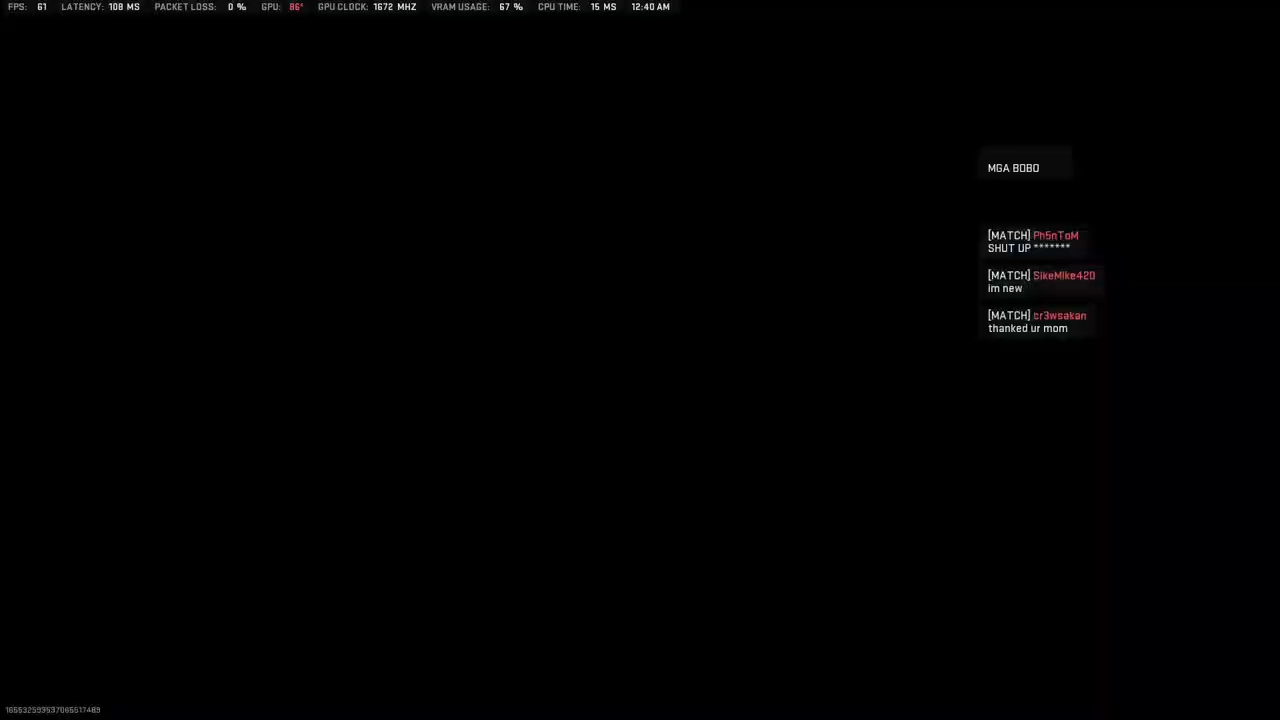 FPS: 61 LATENCY: 108 MS PACKET LOSS: 0 % GPU: 86° GPU CLOCK: 1672 MHZ VRAM USAGE: 67 % CPU TIME: 15 MS 12:40 AM
MGA BOBO
[MATCH] Ph5nToM
SHUT UP *******
[MATCH] SikeMIke420
im new
[MATCH] cr3wsakan
thanked ur mom